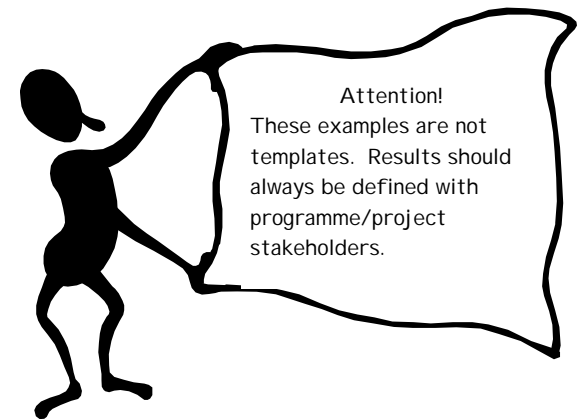 Attention!
These examples are not
templates.  Results should
always be defined with
programme/project
stakeholders.